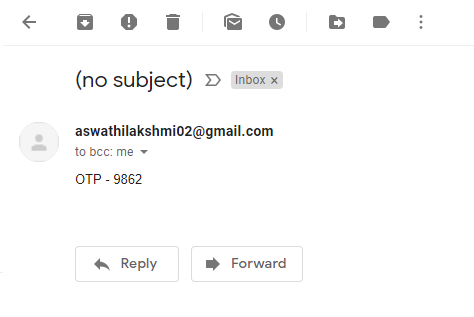 (no subject)
Inbox ×
aswathilakshmi02@gmail.com
to bcc: me
OTP - 9862
Reply
Forward